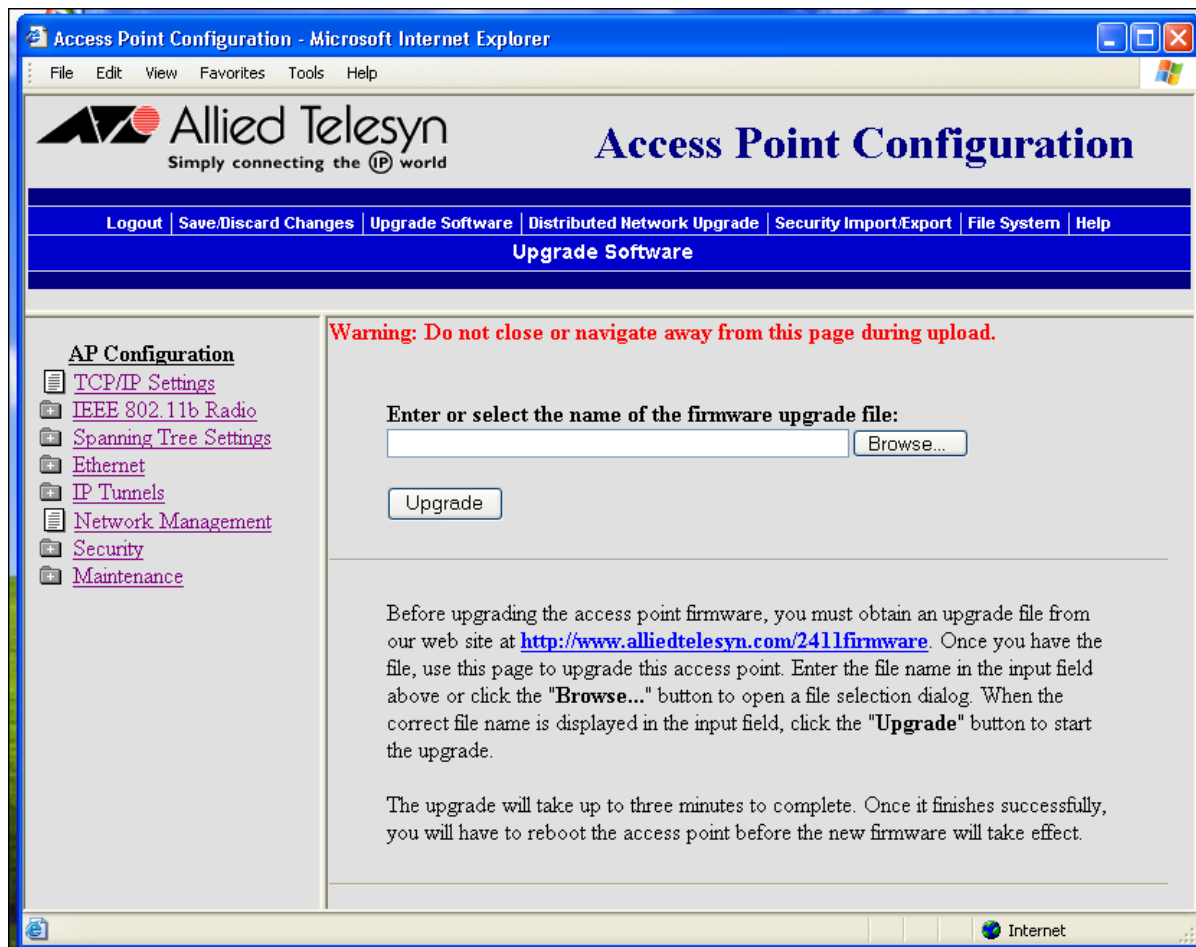 Access Point Configuration - Microsoft Internet Explorer
File Edit View Favorites Tools Help
Allied Telesyn
Simply connecting the IP world
Access Point Configuration
Logout | Save/Discard Changes | Upgrade Software | Distributed Network Upgrade | Security Import/Export | File System | Help
Upgrade Software
AP Configuration
TCP/IP Settings
IEEE 802.11b Radio
Spanning Tree Settings
Ethernet
IP Tunnels
Network Management
Security
Maintenance
Warning: Do not close or navigate away from this page during upload.
Enter or select the name of the firmware upgrade file:
Browse...
Upgrade
Before upgrading the access point firmware, you must obtain an upgrade file from
our web site at http://www.alliedtelesyn.com/2411firmware. Once you have the
file, use this page to upgrade this access point. Enter the file name in the input field
above or click the "Browse..." button to open a file selection dialog. When the
correct file name is displayed in the input field, click the "Upgrade" button to start
the upgrade.
The upgrade will take up to three minutes to complete. Once it finishes successfully,
you will have to reboot the access point before the new firmware will take effect.
Internet